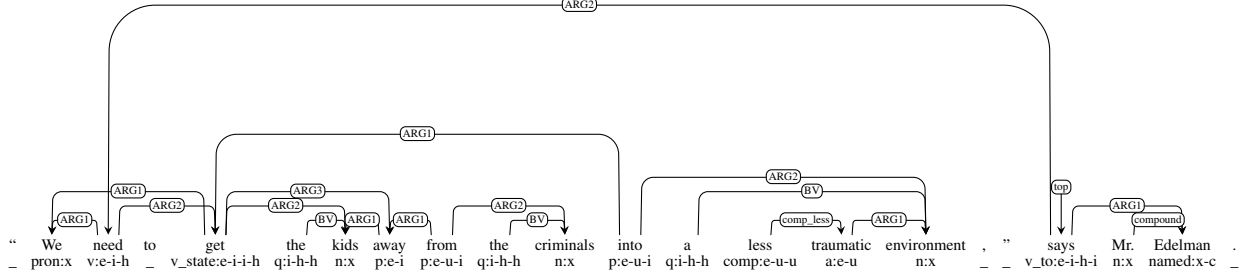 ARG2
ARG1
ARG1 ARG3 ARG2 BV top
ARG1 ARG2 ARG2 BV ARG1 ARG1 ARG2 BV comp_less ARG1 ARG1 compound
“ We need to get the kids away from the criminals into a less traumatic environment , ” says Mr. Edelman .
_ pron:x v:e-i-h _ v_state:e-i-i-h q:i-h-h n:x p:e-i p:e-u-i q:i-h-h n:x p:e-u-i q:i-h-h comp:e-u-u a:e-u n:x _ _ v_to:e-i-h-i n:x named:x-c _